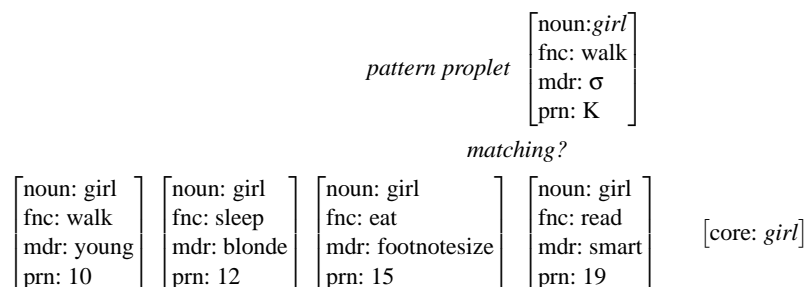 noun:girl
fnc: walk
pattern proplet
mdr: σ
prn: K
matching?
noun: girl noun: girl noun: girl noun: girl
fnc: walk fnc: sleep fnc: eat fnc: read
mdr: young mdr: blonde mdr: footnotesize mdr: smart [core: girl]
prn: 10 prn: 12 prn: 15 prn: 19